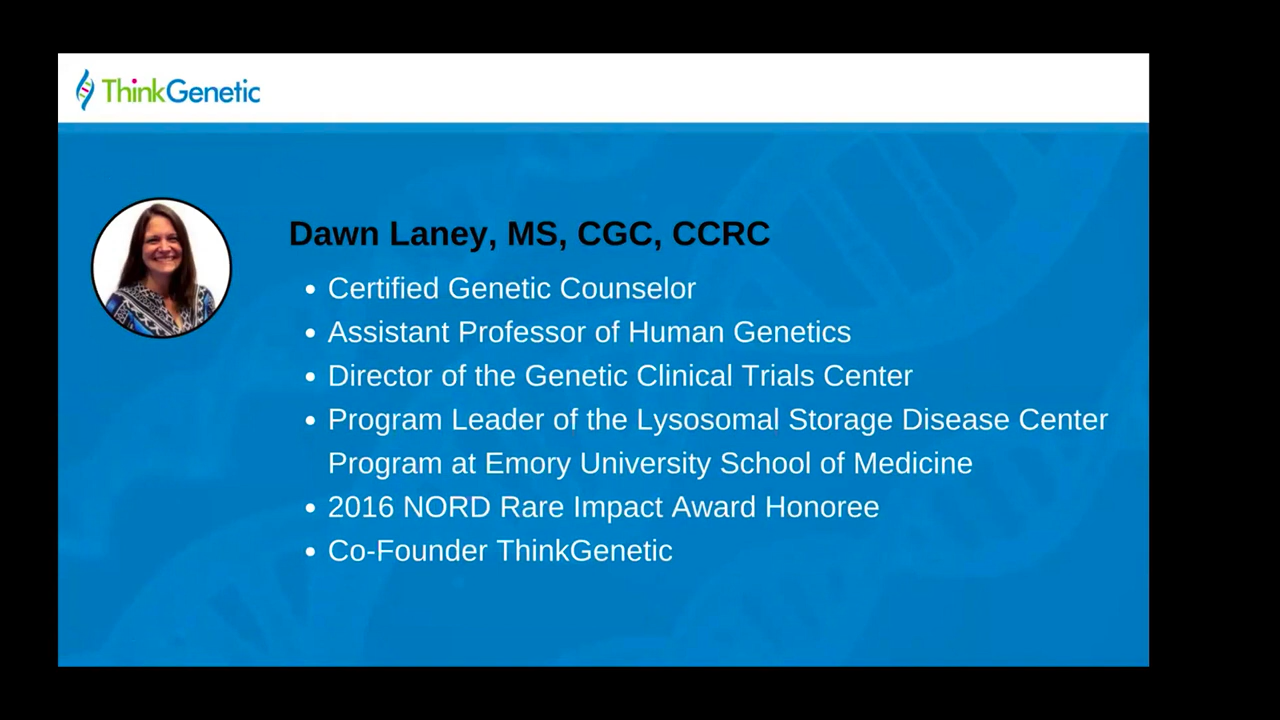 ThinkGenetic
Dawn Laney, MS, CGC, CCRC
• Certified Genetic Counselor
• Assistant Professor of Human Genetics
• Director of the Genetic Clinical Trials Center
• Program Leader of the Lysosomal Storage Disease Center
Program at Emory University School of Medicine
• 2016 NORD Rare Impact Award Honoree
• Co-Founder ThinkGenetic